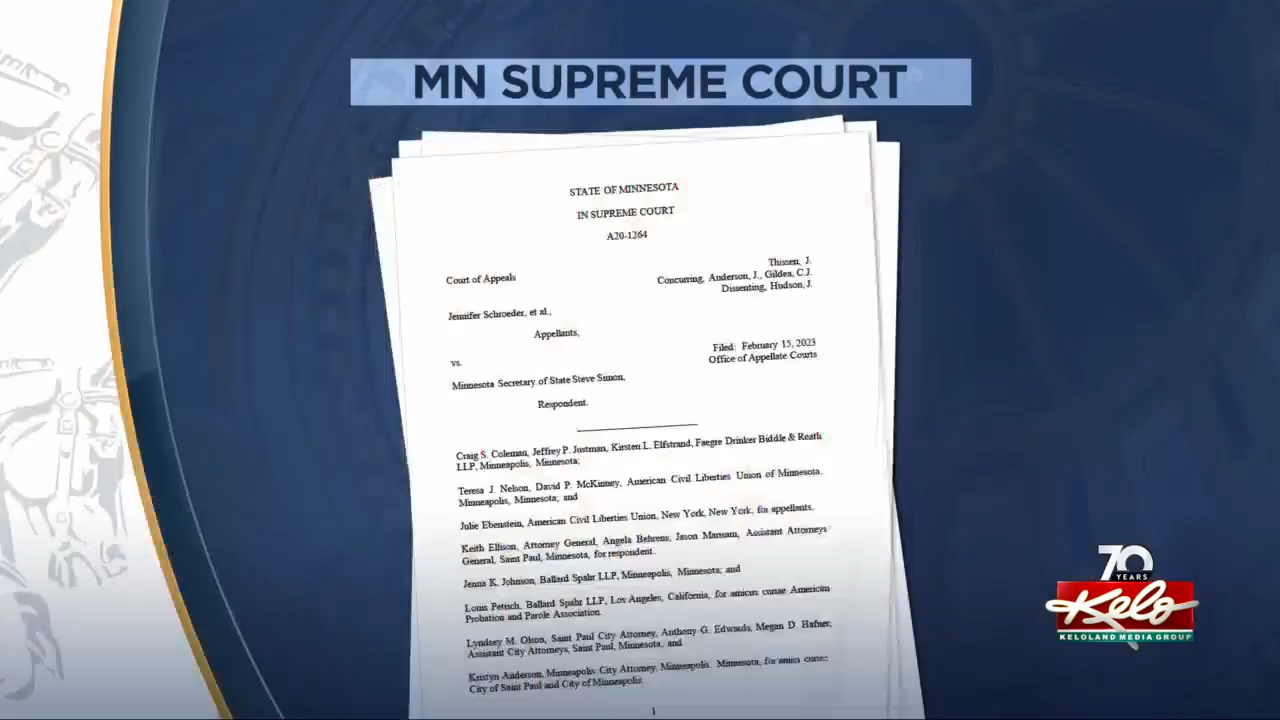 MN SUPREME COURT
STATE OF MINNESOTA
IN SUPREME COURT
A20-1264
Court of Appeals
Thissen, J.
Concurring, Anderson, J., Gildea, C.J.
Dissenting, Hudson, J.
Jennifer Schroeder, et al.,
Appellants,
vs.
Filed: February 15, 2023
Office of Appellate Courts
Minnesota Secretary of State Steve Simon,
Respondent.
Craig S. Coleman, Jeffrey P. Justman, Kirsten L. Elfstrand, Faegre Drinker Biddle & Reath
LLP, Minneapolis, Minnesota;
Teresa J. Nelson, David P. McKinney, American Civil Liberties Union of Minnesota,
Minneapolis, Minnesota; and
Julie Ebenstein, American Civil Liberties Union, New York, New York, for appellants.
Keith Ellison, Attorney General, Angela Behrens, Jason Marisam, Assistant Attorneys
General, Saint Paul, Minnesota, for respondent.
Jenna K. Johnson, Ballard Spahr LLP, Minneapolis, Minnesota; and
Louis Petrich, Ballard Spahr LLP, Los Angeles, California, for amicus curiae American
Probation and Parole Association.
Lyndsey M. Olson, Saint Paul City Attorney, Anthony G. Edwards, Megan D. Hafner,
Assistant City Attorneys, Saint Paul, Minnesota; and
Kristyn Anderson, Minneapolis City Attorney, Minneapolis, Minnesota, for amici curiae
City of Saint Paul and City of Minneapolis.
1
70
YEARS
Kelo
KELOLAND MEDIA GROUP